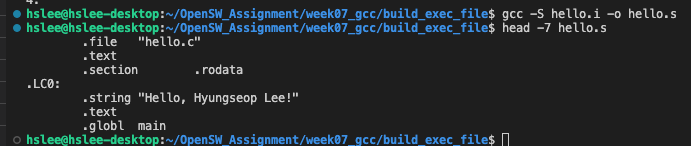 4.
hslee@hslee-desktop:~/OpenSW_Assignment/week07_gcc/build_exec_file$ gcc -S hello.i -o hello.s
hslee@hslee-desktop:~/OpenSW_Assignment/week07_gcc/build_exec_file$ head -7 hello.s
        .file   "hello.c"
        .text
        .section        .rodata
.LC0:
        .string "Hello, Hyungseop Lee!"
        .text
        .globl  main
hslee@hslee-desktop:~/OpenSW_Assignment/week07_gcc/build_exec_file$